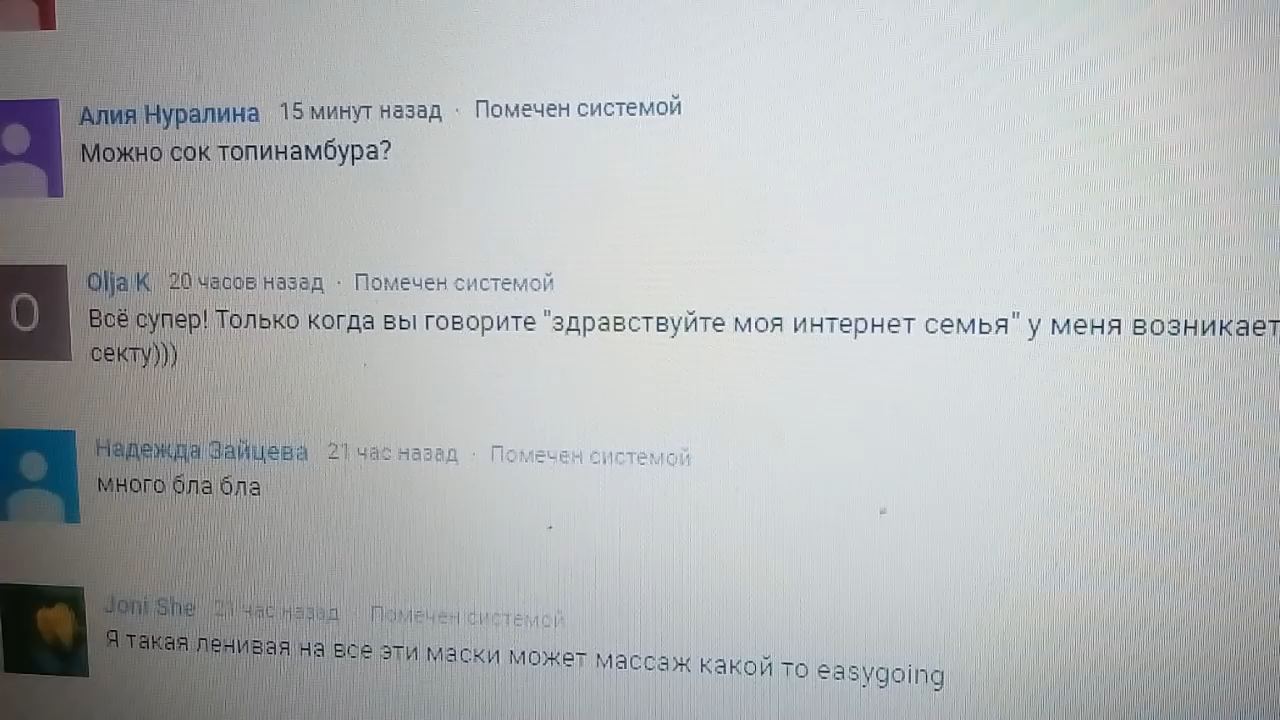 Алия Нуралина 15 минут назад · Помечен системой
Можно сок топинамбура?
O
Olja K 20 часов назад · Помечен системой
Всё супер! Только когда вы говорите "здравствуйте моя интернет семья" у меня возникает
секту)))
Надежда Зайцева 21 час назад · Помечен системой
много бла бла
Joni She 21 час назад · Помечен системой
Я такая ленивая на все эти маски может массаж какой то easygoing